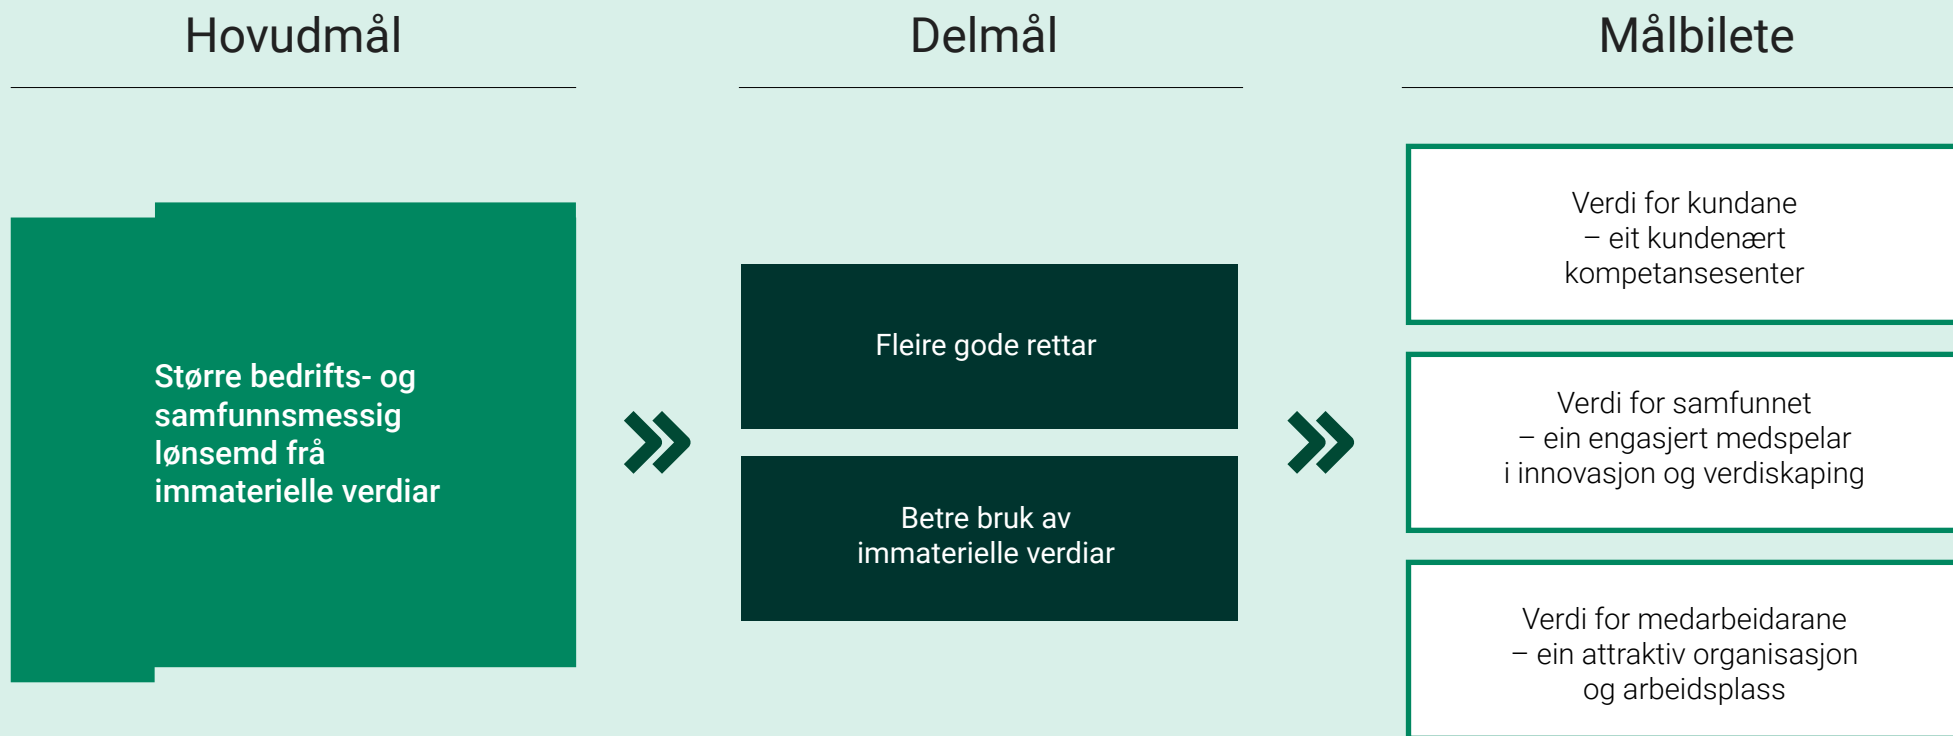 Hovudmål
Delmål
Målbilete
Større bedrifts- og
samfunnsmessig
lønsemd frå
immaterielle verdiar
Fleire gode rettar
Betre bruk av
immaterielle verdiar
Verdi for kundane
– eit kundenært
kompetansesenter
Verdi for samfunnet
– ein engasjert medspelar
i innovasjon og verdiskaping
Verdi for medarbeidarane
– ein attraktiv organisasjon
og arbeidsplass